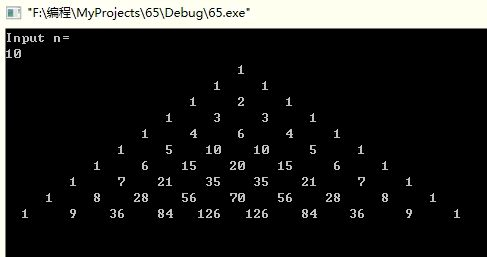 "F:\编程\MyProjects\65\Debug\65.exe"
Input n=
10
1
1 1
1 2 1
1 3 3 1
1 4 6 4 1
1 5 10 10 5 1
1 6 15 20 15 6 1
1 7 21 35 35 21 7 1
1 8 28 56 70 56 28 8 1
1 9 36 84 126 126 84 36 9 1